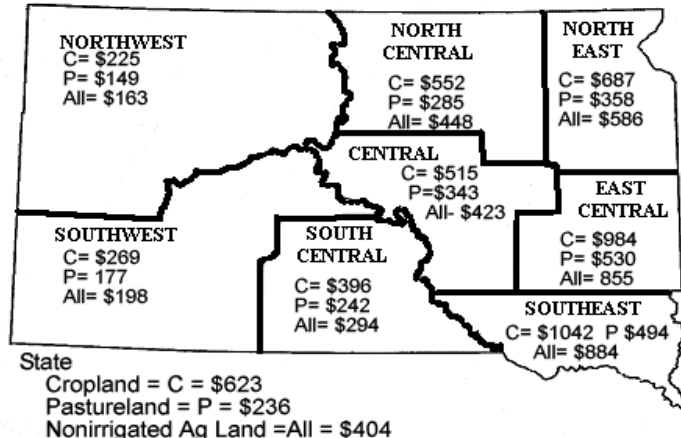 NORTHWEST
C= $225
P= $149
All= $163
NORTH
CENTRAL
C= $552
P= $285
All= $448
NORTH
EAST
C= $687
P= $358
All= $586
CENTRAL
C= $515
P=$343
All- $423
EAST
CENTRAL
C= $984
P= $530
All= 855
SOUTHWEST
C= $269
P= 177
All= $198
SOUTH
CENTRAL
C= $396
P= $242
All= $294
SOUTHEAST
C= $1042 P $494
All= $884
State
Cropland = C = $623
Pastureland = P = $236
Nonirrigated Ag Land =All = $404